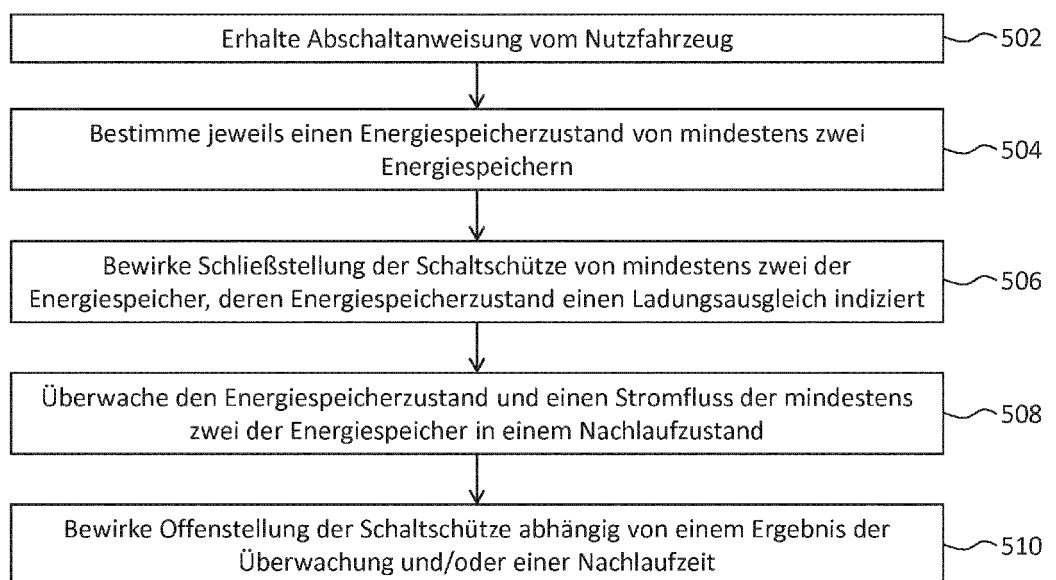 Erhalte Abschaltanweisung vom Nutzfahrzeug
502
Bestimme jeweils einen Energiespeicherzustand von mindestens zwei
Energiespeichern
504
Bewirke Schließstellung der Schaltschütze von mindestens zwei der
Energiespeicher, deren Energiespeicherzustand einen Ladungsausgleich indiziert
506
Überwache den Energiespeicherzustand und einen Stromfluss der mindestens
zwei der Energiespeicher in einem Nachlaufzustand
508
Bewirke Offenstellung der Schaltschütze abhängig von einem Ergebnis der
Überwachung und/oder einer Nachlaufzeit
510